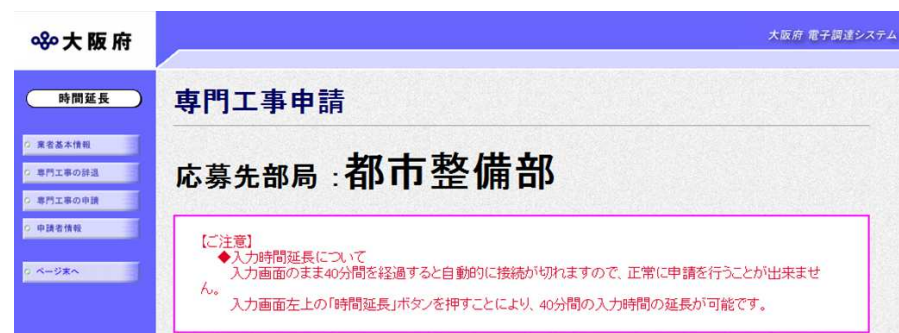 大阪府
大阪府 電子調達システム
時間延長
業者基本情報
専門工事の辞退
専門工事の申請
申請者情報
ページ末へ
専門工事申請
応募先部局 :都市整備部
【ご注意】
◆入力時間延長について
入力画面のまま40分間を経過すると自動的に接続が切れますので、正常に申請を行うことが出来ませ
ん。
入力画面左上の「時間延長」ボタンを押すことにより、40分間の入力時間の延長が可能です。